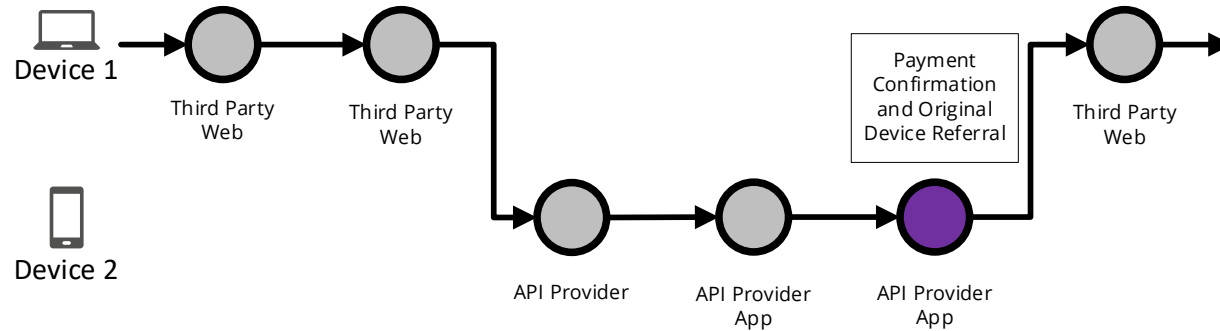 Device 1
Third Party
Web
Third Party
Web
Payment
Confirmation
and Original
Device Referral
Third Party
Web
Device 2
API Provider
API Provider
App
API Provider
App